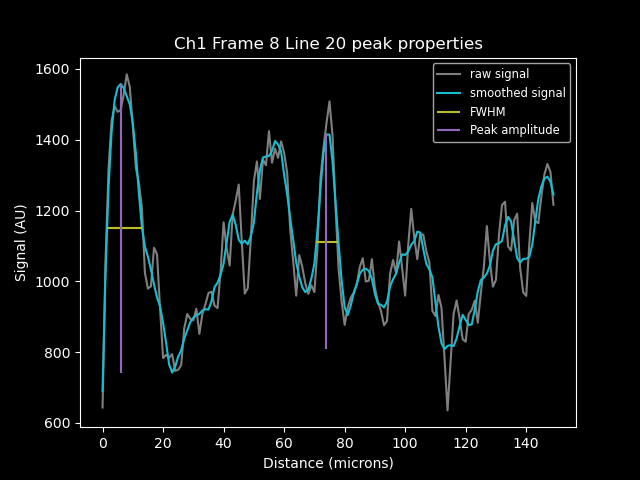 Ch1 Frame 8 Line 20 peak properties
raw signal
smoothed signal
FWHM
Peak amplitude
Signal (AU)
1600
1400
1200
1000
800
600
0 20 40 60 80 100 120 140
Distance (microns)